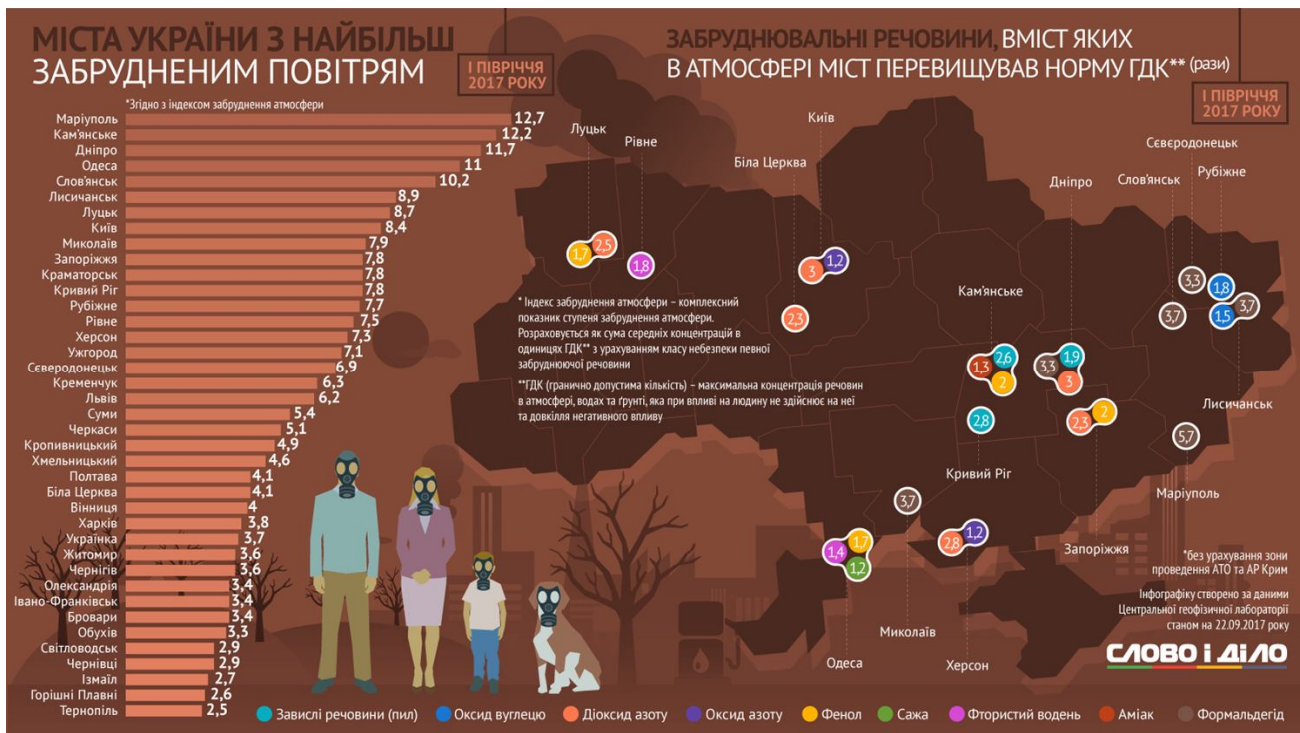 МІСТА УКРАЇНИ З НАЙБІЛЬШ
ЗАБРУДНЕНИМ ПОВІТРЯМ
І ПІВРІЧЧЯ
2017 РОКУ
*Згідно з індексом забруднення атмосфери
Маріуполь 12,7
Кам'янське 12,2
Дніпро 11,7
Одеса 11
Слов'янськ 10,2
Лисичанськ 8,9
Луцьк 8,7
Київ 8,4
Миколаїв 7,9
Запоріжжя 7,8
Краматорськ 7,8
Кривий Ріг 7,8
Рубіжне 7,7
Рівне 7,5
Херсон 7,3
Ужгород 7,1
Сєвєродонецьк 6,9
Кременчук 6,3
Львів 6,2
Суми 5,4
Черкаси 5,1
Кропивницький 4,9
Хмельницький 4,6
Полтава 4,1
Біла Церква 4,1
Вінниця 4
Харків 3,8
Українка 3,7
Житомир 3,6
Чернігів 3,6
Олександрія 3,4
Івано-Франківськ 3,4
Бровари 3,4
Обухів 3,3
Світловодськ 2,9
Чернівці 2,9
Ізмаїл 2,7
Горішні Плавні 2,6
Тернопіль 2,5
ЗАБРУДНЮВАЛЬНІ РЕЧОВИНИ, ВМІСТ ЯКИХ
В АТМОСФЕРІ МІСТ ПЕРЕВИЩУВАВ НОРМУ ГДК** (рази)
І ПІВРІЧЧЯ
2017 РОКУ
Луцьк
1,7 2,5
Рівне
1,8
Біла Церква
2,3
Київ
3 1,2
Кам'янське
1,3 2,6
2
Дніпро
3,3 1,9
3
Слов'янськ
3,7
Сєвєродонецьк
3,3
Рубіжне
1,8
1,5 3,7
Лисичанськ
2,8
Кривий Ріг
2,3 2
Запоріжжя
5,7
Маріуполь
3,7
Миколаїв
1,4 1,7
1,2
Одеса
2,8 1,2
Херсон
* Індекс забруднення атмосфери – комплексний
показник ступеня забруднення атмосфери.
Розраховується як сума середніх концентрацій в
одиницях ГДК** з урахуванням класу небезпеки певної
забруднюючої речовини
**ГДК (гранично допустима кількість) – максимальна концентрація речовин
в атмосфері, водах та ґрунті, яка при впливі на людину не здійснює на неї
та довкілля негативного впливу
*без урахування зони
проведення АТО та АР Крим
Інфографіку створено за даними
Центральної геофізичної лабораторії
станом на 22.09.2017 року
СЛОВО і ДІЛО
Завислі речовини (пил) Оксид вуглецю Діоксид азоту Оксид азоту Фенол Сажа Фтористий водень Аміак Формальдегід